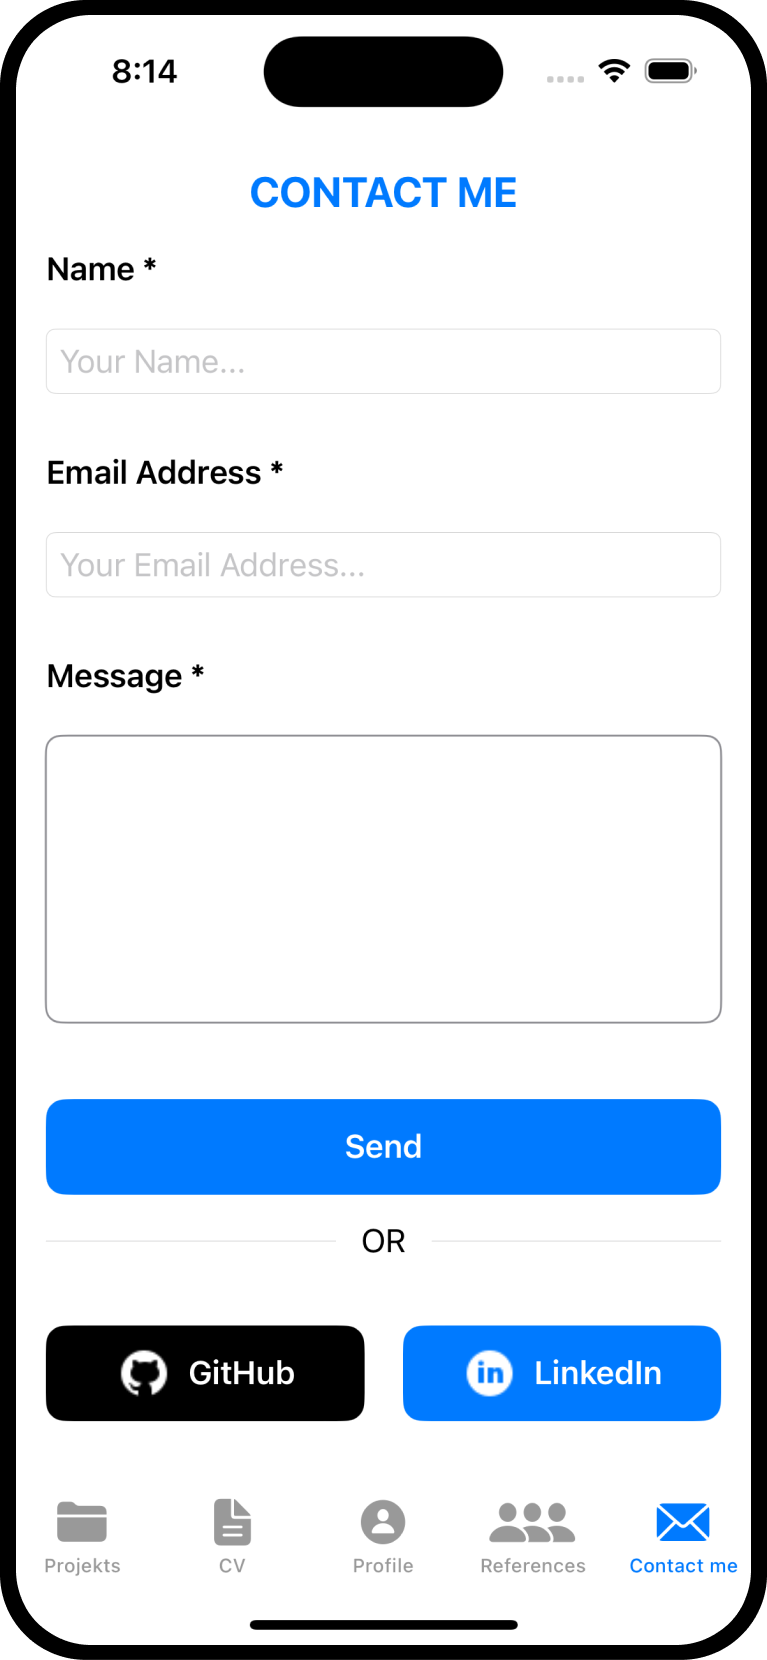 8:14
CONTACT ME
Name *
Your Name...
Email Address *
Your Email Address...
Message *
Send
OR
GitHub
in LinkedIn
Projekts CV Profile References Contact me